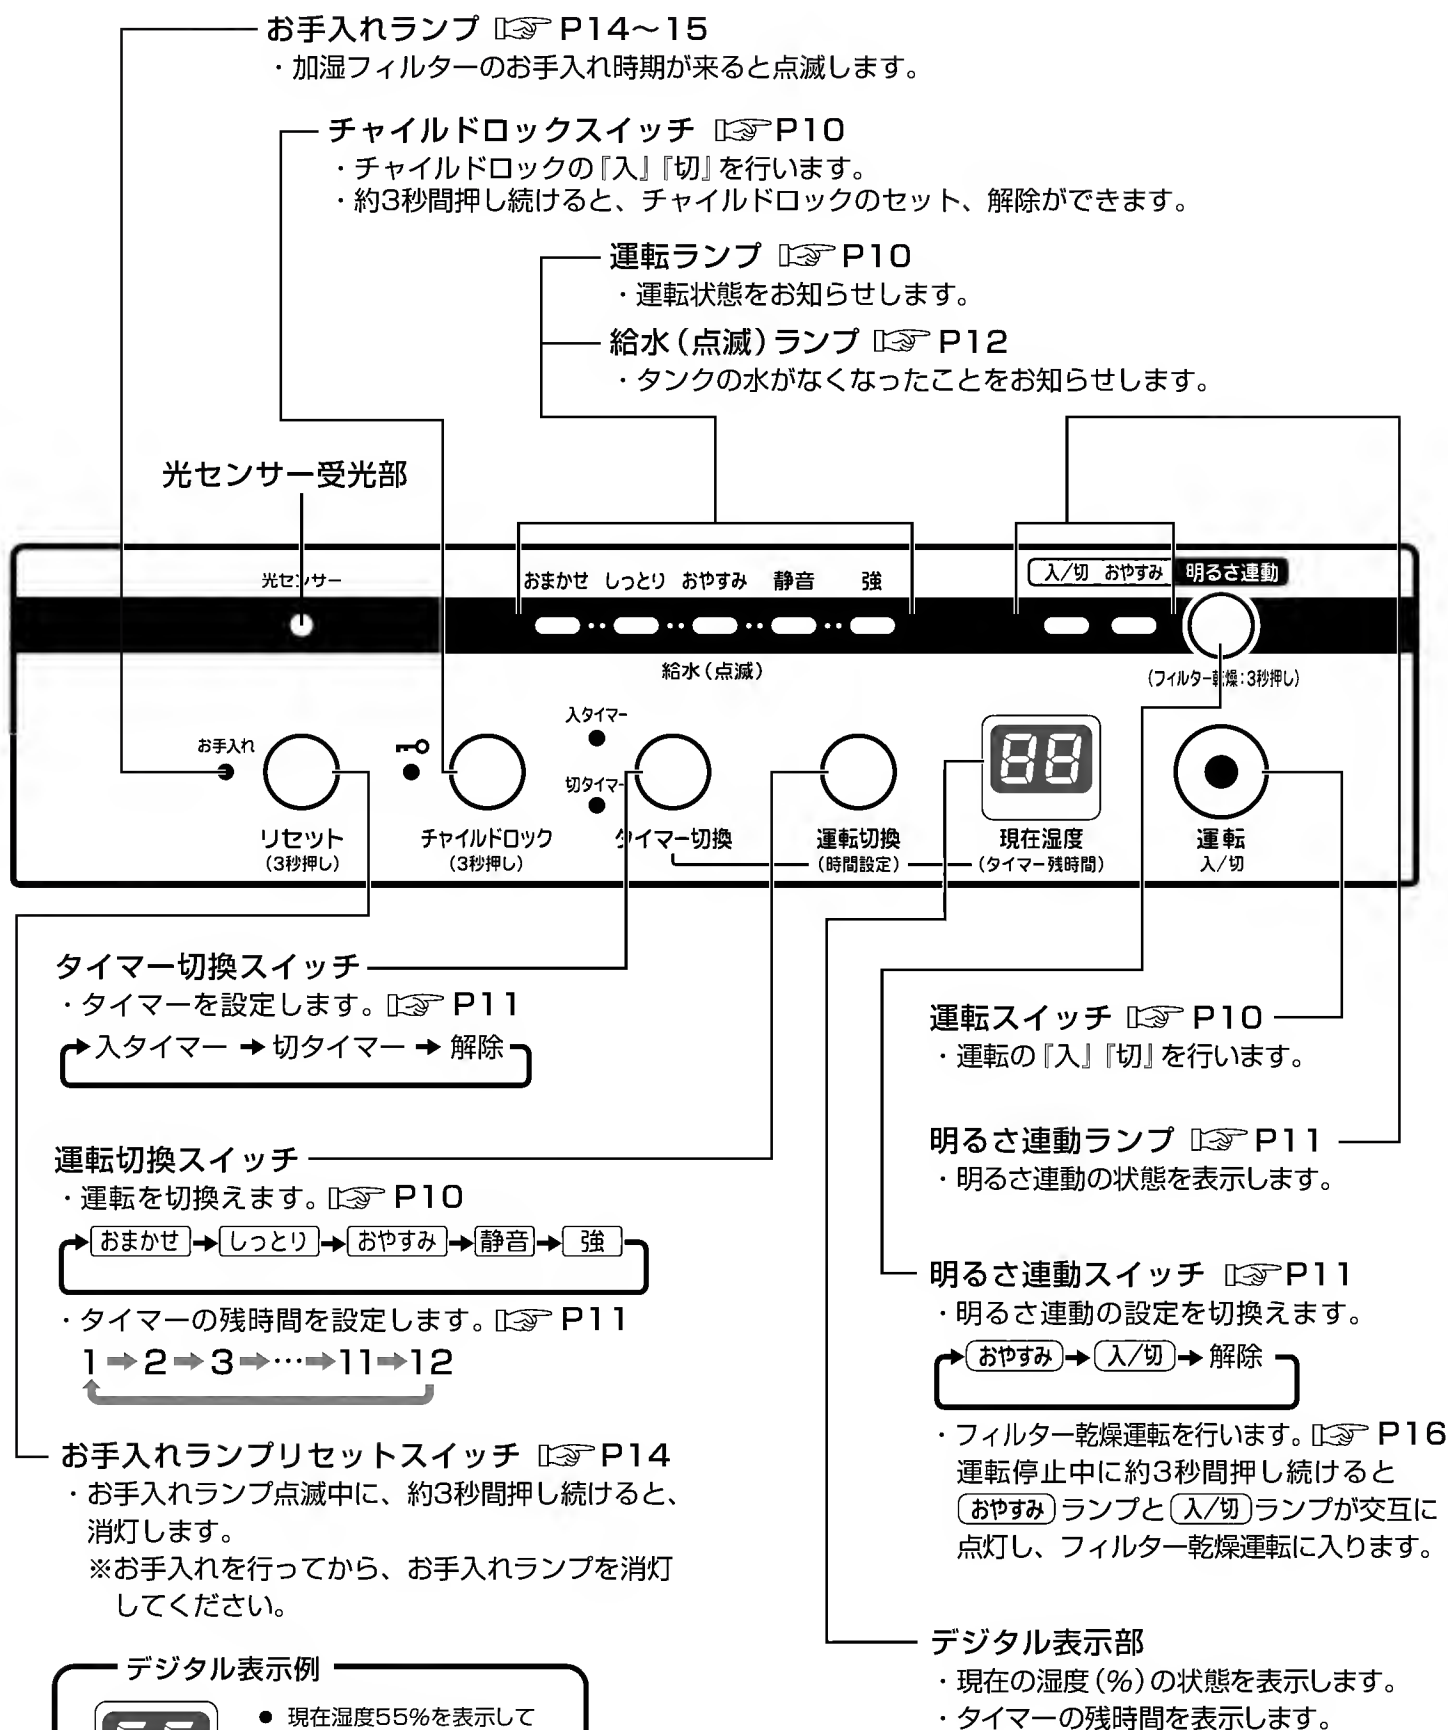 お手入れランプ ☞ P14～15
・加湿フィルターのお手入れ時期が来ると点滅します。
チャイルドロックスイッチ ☞ P10
・チャイルドロックの『入』『切』を行います。
・約3秒間押し続けると、チャイルドロックのセット、解除ができます。
運転ランプ ☞ P10
・運転状態をお知らせします。
給水(点滅)ランプ ☞ P12
・タンクの水がなくなったことをお知らせします。
光センサー受光部
光センサー
おまかせ しっとり おやすみ 静音 強
入/切 おやすみ 明るさ連動
給水(点滅)
(フィルター乾燥:3秒押し)
入タイマー
お手入れ
切タイマー
88
リセット
(3秒押し)
チャイルドロック
(3秒押し)
タイマー切換
運転切換
(時間設定)
現在湿度
(タイマー残時間)
運転
入/切
タイマー切換スイッチ
・タイマーを設定します。☞ P11
入タイマー → 切タイマー → 解除
運転切換スイッチ
・運転を切換えます。☞ P10
おまかせ → しっとり → おやすみ → 静音 → 強
・タイマーの残時間を設定します。☞ P11
1 → 2 → 3 → … → 11 → 12
お手入れランプリセットスイッチ ☞ P14
・お手入れランプ点滅中に、約3秒間押し続けると、
消灯します。
※お手入れを行ってから、お手入れランプを消灯
してください。
デジタル表示例
● 現在湿度55%を表示して
運転スイッチ ☞ P10
・運転の『入』『切』を行います。
明るさ連動ランプ ☞ P11
・明るさ連動の状態を表示します。
明るさ連動スイッチ ☞ P11
・明るさ連動の設定を切換えます。
おやすみ → 入/切 → 解除
・フィルター乾燥運転を行います。☞ P16
運転停止中に約3秒間押し続けると
おやすみ ランプと 入/切 ランプが交互に
点灯し、フィルター乾燥運転に入ります。
デジタル表示部
・現在の湿度(%)の状態を表示します。
・タイマーの残時間を表示します。